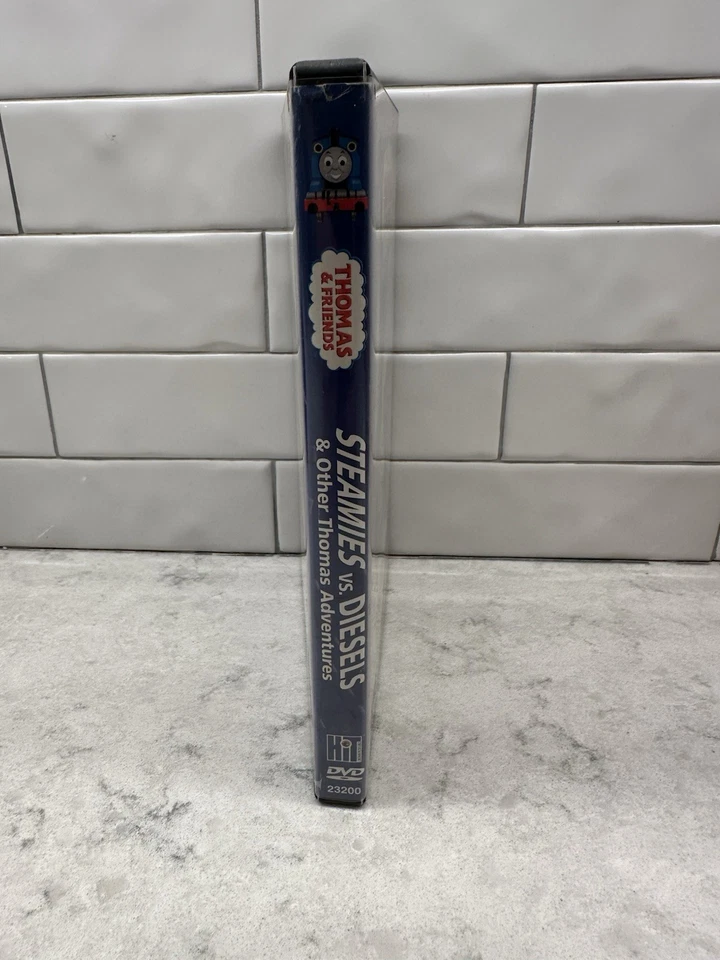 THOMAS
& FRIENDS
STEAMIES VS. DIESELS
& Other Thomas Adventures
HiT
DVD
23200